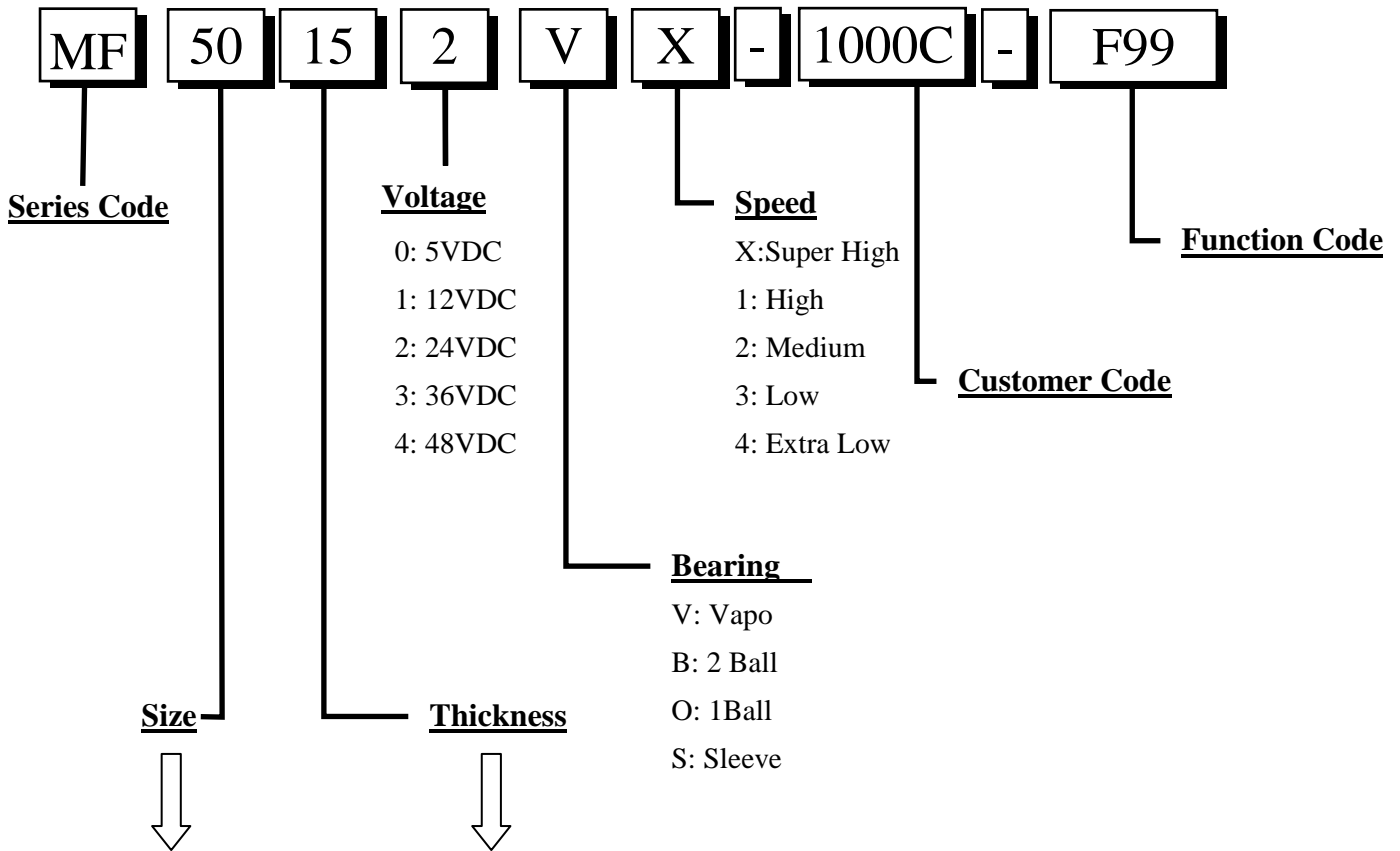 MF 50 15 2 V X - 1000C - F99
Series Code
Voltage
0: 5VDC
1: 12VDC
2: 24VDC
3: 36VDC
4: 48VDC
Speed
X:Super High
1: High
2: Medium
3: Low
4: Extra Low
Function Code
Customer Code
Bearing
V: Vapo
B: 2 Ball
O: 1Ball
S: Sleeve
Size
Thickness